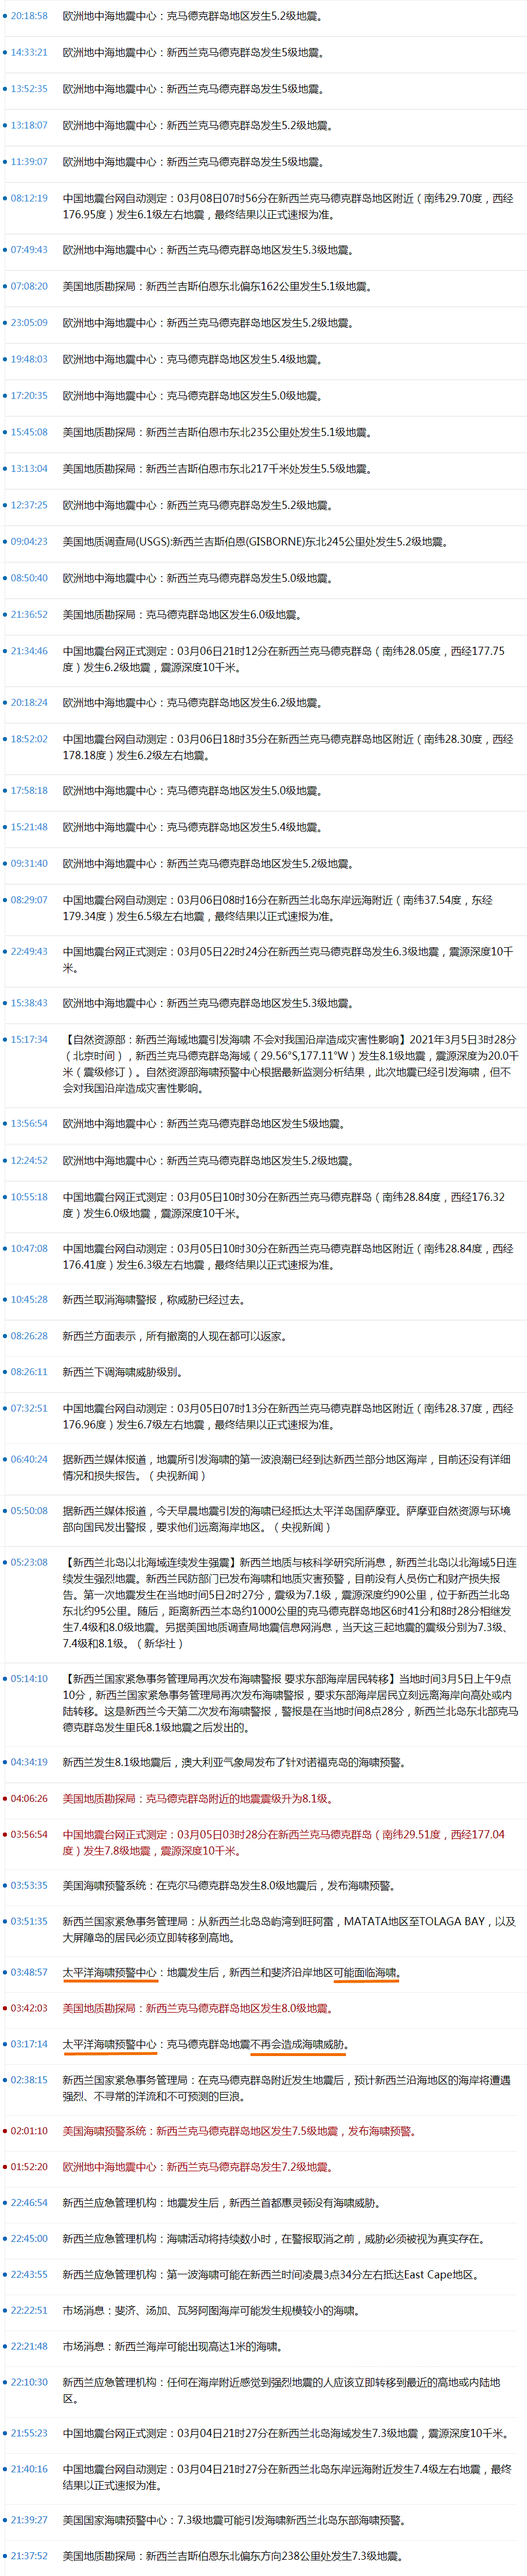 20:18:58 欧洲地中海地震中心：克马德克群岛地区发生5.2级地震。
14:33:21 欧洲地中海地震中心：新西兰克马德克群岛发生5级地震。
13:52:35 欧洲地中海地震中心：新西兰克马德克群岛发生5级地震。
13:18:07 欧洲地中海地震中心：新西兰克马德克群岛发生5.2级地震。
11:39:07 欧洲地中海地震中心：新西兰克马德克群岛发生5级地震。
08:12:19 中国地震台网自动测定：03月08日07时56分在新西兰克马德克群岛地区附近（南纬29.70度，西经
176.95度）发生6.1级左右地震，最终结果以正式速报为准。
07:49:43 欧洲地中海地震中心：新西兰克马德克群岛地区发生5.3级地震。
07:08:20 美国地质勘探局：新西兰吉斯伯恩东北偏东162公里发生5.1级地震。
23:05:09 欧洲地中海地震中心：新西兰克马德克群岛地区发生5.2级地震。
19:48:03 欧洲地中海地震中心：克马德克群岛地区发生5.4级地震。
17:20:35 欧洲地中海地震中心：克马德克群岛地区发生5.0级地震。
15:45:08 美国地质勘探局：新西兰吉斯伯恩市东北235公里处发生5.1级地震。
13:13:04 美国地质勘探局：新西兰吉斯伯恩市东北217千米处发生5.5级地震。
12:37:25 欧洲地中海地震中心：新西兰克马德克群岛发生5.2级地震。
09:04:23 美国地质调查局(USGS):新西兰吉斯伯恩(GISBORNE)东北245公里处发生5.2级地震。
08:50:40 欧洲地中海地震中心：新西兰克马德克群岛发生5.0级地震。
21:36:52 美国地质勘探局：克马德克群岛地区发生6.0级地震。
21:34:46 中国地震台网正式测定：03月06日21时12分在新西兰克马德克群岛（南纬28.05度，西经177.75
度）发生6.2级地震，震源深度10千米。
20:18:24 欧洲地中海地震中心：克马德克群岛地区发生6.2级地震。
18:52:02 中国地震台网自动测定：03月06日18时35分在新西兰克马德克群岛地区附近（南纬28.30度，西经
178.18度）发生6.2级左右地震。
17:58:18 欧洲地中海地震中心：克马德克群岛地区发生5.0级地震。
15:21:48 欧洲地中海地震中心：克马德克群岛地区发生5.4级地震。
09:31:40 欧洲地中海地震中心：新西兰克马德克群岛地区发生5.2级地震。
08:29:07 中国地震台网自动测定：03月06日08时16分在新西兰北岛东岸远海附近（南纬37.54度，东经
179.34度）发生6.5级左右地震，最终结果以正式速报为准。
22:49:43 中国地震台网正式测定：03月05日22时24分在新西兰克马德克群岛发生6.3级地震，震源深度10千
米。
15:38:43 欧洲地中海地震中心：新西兰克马德克群岛地区发生5.3级地震。
15:17:34 【自然资源部：新西兰海域地震引发海啸 不会对我国沿岸造成灾害性影响】2021年3月5日3时28分
（北京时间），新西兰克马德克群岛海域（29.56°S,177.11°W）发生8.1级地震，震源深度为20.0千
米（震级修订）。自然资源部海啸预警中心根据最新监测分析结果，此次地震已经引发海啸，但不
会对我国沿岸造成灾害性影响。
13:56:54 欧洲地中海地震中心：新西兰克马德克群岛地区发生5级地震。
12:24:52 欧洲地中海地震中心：新西兰克马德克群岛地区发生5.2级地震。
10:55:18 中国地震台网正式测定：03月05日10时30分在新西兰克马德克群岛（南纬28.84度，西经176.32
度）发生6.0级地震，震源深度10千米。
10:47:08 中国地震台网自动测定：03月05日10时30分在新西兰克马德克群岛地区附近（南纬28.84度，西经
176.41度）发生6.3级左右地震，最终结果以正式速报为准。
10:45:28 新西兰取消海啸警报，称威胁已经过去。
08:26:28 新西兰方面表示，所有撤离的人现在都可以返家。
08:26:11 新西兰下调海啸威胁级别。
07:32:51 中国地震台网自动测定：03月05日07时13分在新西兰克马德克群岛地区附近（南纬28.37度，西经
176.96度）发生6.7级左右地震，最终结果以正式速报为准。
06:40:24 据新西兰媒体报道，地震所引发海啸的第一波浪潮已经到达新西兰部分地区海岸，目前还没有详细
情况和损失报告。（央视新闻）
05:50:08 据新西兰媒体报道，今天早晨地震引发的海啸已经抵达太平洋岛国萨摩亚。萨摩亚自然资源与环境
部向国民发出警报，要求他们远离海岸地区。（央视新闻）
05:23:08 【新西兰北岛以北海域连续发生强震】新西兰地质与核科学研究所消息，新西兰北岛以北海域5日连
续发生强烈地震。新西兰民防部门已发布海啸和地质灾害预警，目前没有人员伤亡和财产损失报
告。第一次地震发生在当地时间5日2时27分，震级为7.1级，震源深度约90公里，位于新西兰北岛
东北约95公里。随后，距离新西兰本岛约1000公里的克马德克群岛地区6时41分和8时28分相继发
生7.4级和8.0级地震。另据美国地质调查局地震信息网消息，当天这三起地震的震级分别为7.3级、
7.4级和8.1级。（新华社）
05:14:10 【新西兰国家紧急事务管理局再次发布海啸警报 要求东部海岸居民转移】当地时间3月5日上午9点
10分，新西兰国家紧急事务管理局再次发布海啸警报，要求东部海岸居民立刻远离海岸向高处或内
陆转移。这是新西兰今天第二次发布海啸警报，警报是在当地时间8点28分，新西兰北岛东北部克马
德克群岛发生里氏8.1级地震之后发出的。
04:34:19 新西兰发生8.1级地震后，澳大利亚气象局发布了针对诺福克岛的海啸预警。
04:06:26 美国地质勘探局：克马德克群岛附近的地震震级升为8.1级。
03:56:54 中国地震台网正式测定：03月05日03时28分在新西兰克马德克群岛（南纬29.51度，西经177.04
度）发生7.8级地震，震源深度10千米。
03:53:35 美国海啸预警系统：在克尔马德克群岛发生8.0级地震后，发布海啸预警。
03:51:35 新西兰国家紧急事务管理局：从新西兰北岛岛屿湾到旺阿雷，MATATA地区至TOLAGA BAY，以及
大屏障岛的居民必须立即转移到高地。
03:48:57 太平洋海啸预警中心：地震发生后，新西兰和斐济沿岸地区可能面临海啸。
03:42:03 美国地质勘探局：新西兰克马德克群岛地区发生8.0级地震。
03:17:14 太平洋海啸预警中心：克马德克群岛地震不再会造成海啸威胁。
02:38:15 新西兰国家紧急事务管理局：在克马德克群岛附近发生地震后，预计新西兰沿海地区的海岸将遭遇
强烈、不寻常的洋流和不可预测的巨浪。
02:01:10 美国海啸预警系统：新西兰克马德克群岛地区发生7.5级地震，发布海啸预警。
01:52:20 欧洲地中海地震中心：新西兰克马德克群岛发生7.2级地震。
22:46:54 新西兰应急管理机构：地震发生后，新西兰首都惠灵顿没有海啸威胁。
22:45:00 新西兰应急管理机构：海啸活动将持续数小时，在警报取消之前，威胁必须被视为真实存在。
22:43:55 新西兰应急管理机构：第一波海啸可能在新西兰时间凌晨3点34分左右抵达East Cape地区。
22:22:51 市场消息：斐济、汤加、瓦努阿图海岸可能发生规模较小的海啸。
22:21:48 市场消息：新西兰海岸可能出现高达1米的海啸。
22:10:30 新西兰应急管理机构：任何在海岸附近感觉到强烈地震的人应该立即转移到最近的高地或内陆地
区。
21:55:23 中国地震台网正式测定：03月04日21时27分在新西兰北岛海域发生7.3级地震，震源深度10千米。
21:40:16 中国地震台网自动测定：03月04日21时27分在新西兰北岛东岸远海附近发生7.4级左右地震，最终
结果以正式速报为准。
21:39:27 美国国家海啸预警中心：7.3级地震可能引发海啸新西兰北岛东部海啸预警。
21:37:52 美国地质勘探局：新西兰吉斯伯恩东北偏东方向238公里处发生7.3级地震。